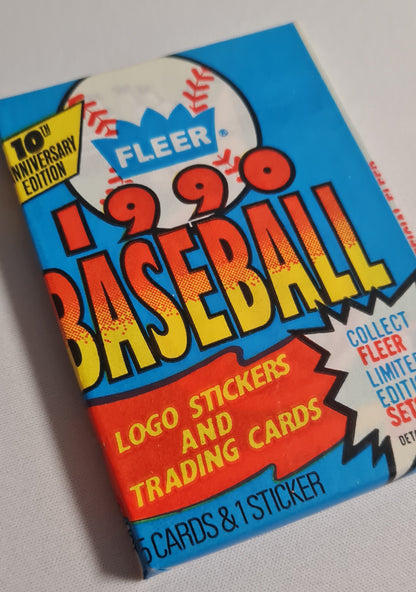 10TH
ANNIVERSARY
EDITION
FLEER®
1990
BASEBALL
LOGO STICKERS
AND
TRADING CARDS
COLLECT
FLEER
LIMITE
EDITI
SET
DET
5 CARDS & 1 STICKER